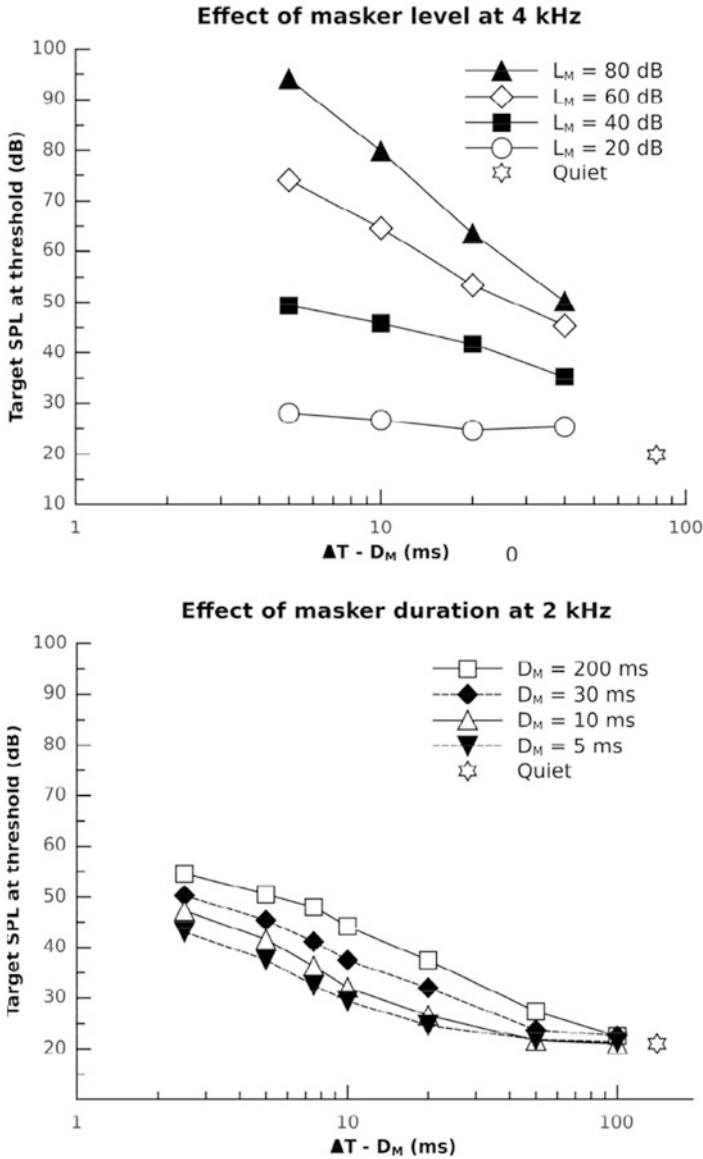 Effect of masker level at 4 kHz
100
90
80
70
60
50
40
30
20
10
Target SPL at threshold (dB)
L_M = 80 dB
L_M = 60 dB
L_M = 40 dB
L_M = 20 dB
Quiet
1
10
100
ΔT - D_M (ms)
0
Effect of masker duration at 2 kHz
100
90
80
70
60
50
40
30
20
Target SPL at threshold (dB)
D_M = 200 ms
D_M = 30 ms
D_M = 10 ms
D_M = 5 ms
Quiet
1
10
100
ΔT - D_M (ms)